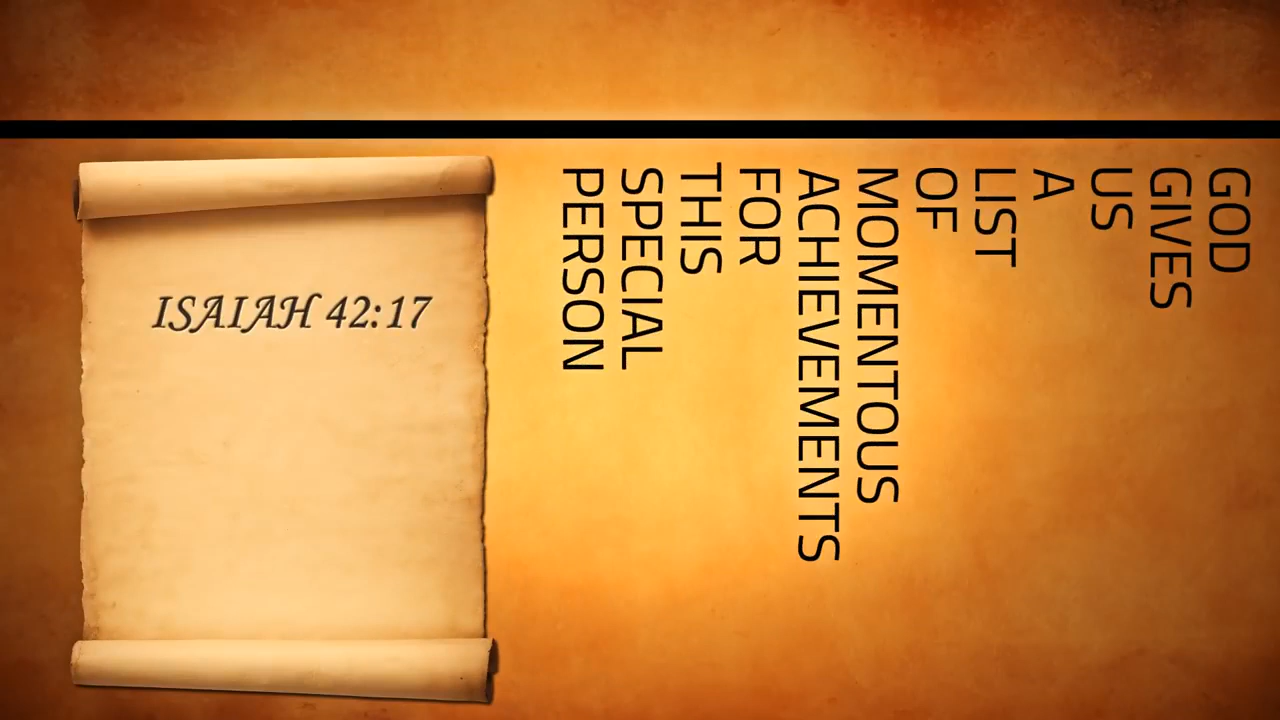 ISAIAH 42:17
GOD
GIVES
US
A
LIST
OF
MOMENTOUS
ACHIEVEMENTS
FOR
THIS
SPECIAL
PERSON